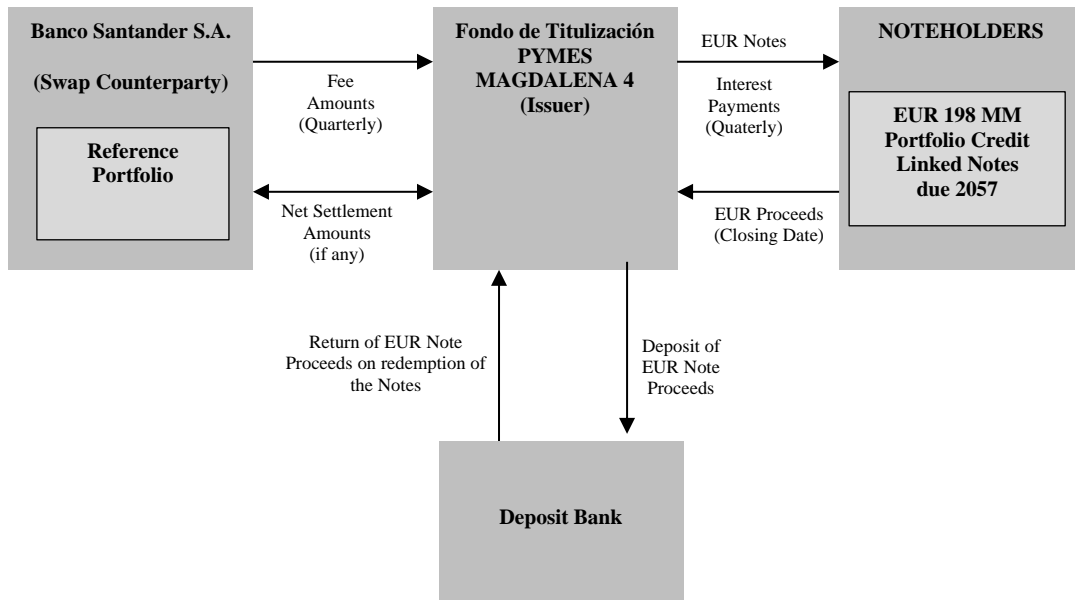 Banco Santander S.A.
(Swap Counterparty)
Reference
Portfolio
Fee
Amounts
(Quarterly)
Net Settlement
Amounts
(if any)
Fondo de Titulización
PYMES
MAGDALENA 4
(Issuer)
EUR Notes
Interest
Payments
(Quaterly)
EUR Proceeds
(Closing Date)
NOTEHOLDERS
EUR 198 MM
Portfolio Credit
Linked Notes
due 2057
Return of EUR Note
Proceeds on redemption of
the Notes
Deposit of
EUR Note
Proceeds
Deposit Bank